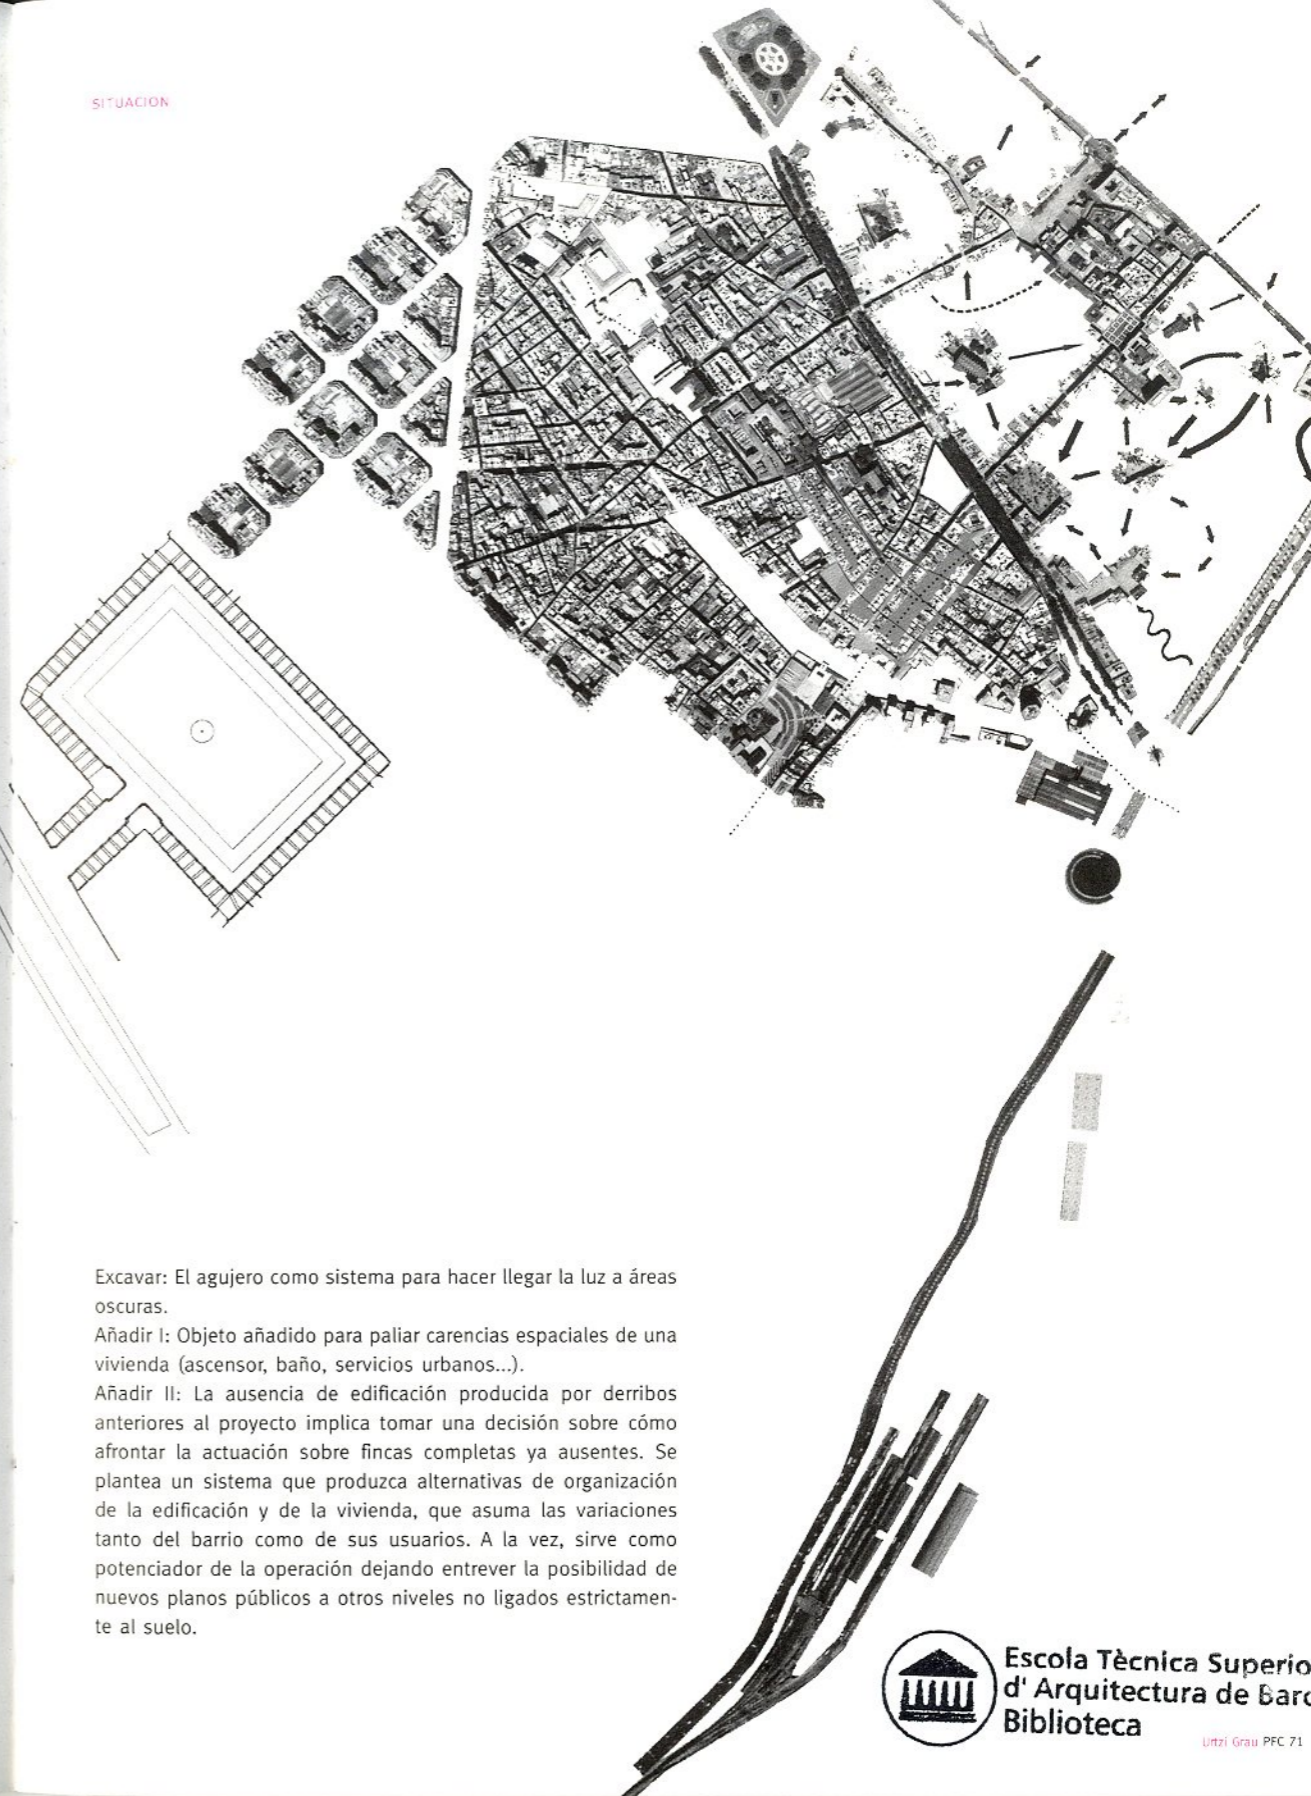 SITUACION
Excavar: El agujero como sistema para hacer llegar la luz a áreas
oscuras.
Añadir I: Objeto añadido para paliar carencias espaciales de una
vivienda (ascensor, baño, servicios urbanos...).
Añadir II: La ausencia de edificación producida por derribos
anteriores al proyecto implica tomar una decisión sobre cómo
afrontar la actuación sobre fincas completas ya ausentes. Se
plantea un sistema que produzca alternativas de organización
de la edificación y de la vivienda, que asuma las variaciones
tanto del barrio como de sus usuarios. A la vez, sirve como
potenciador de la operación dejando entrever la posibilidad de
nuevos planos públicos a otros niveles no ligados estrictamen-
te al suelo.
Escola Tècnica Superio
d' Arquitectura de Barc
Biblioteca
Urtzi Grau PFC 71